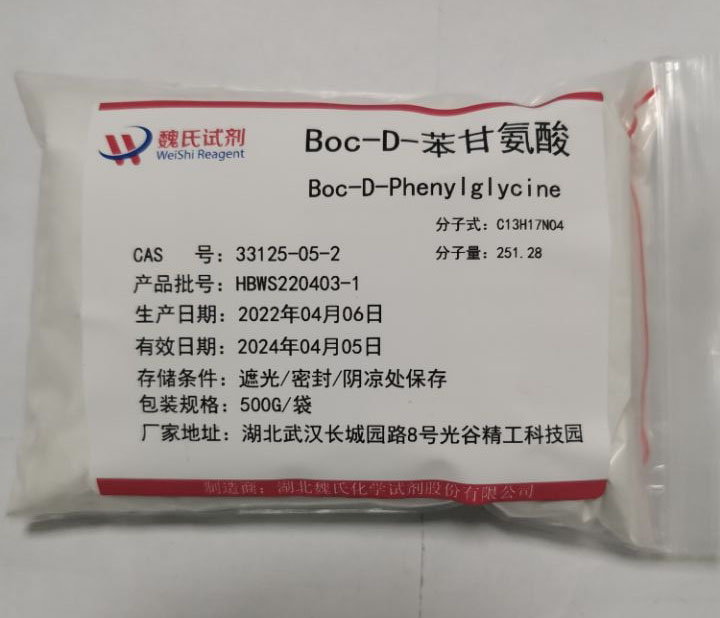 魏氏试剂
WeiShi Reagent
Boc-D-苯甘氨酸
Boc-D-Phenylglycine
分子式：C13H17NO4
分子量：251.28
CAS 号：33125-05-2
产品批号：HBWS220403-1
生产日期：2022年04月06日
有效日期：2024年04月05日
存储条件：遮光/密封/阴凉处保存
包装规格：500G/袋
厂家地址：湖北武汉长城园路8号光谷精工科技园
制造商：湖北魏氏化学试剂股份有限公司